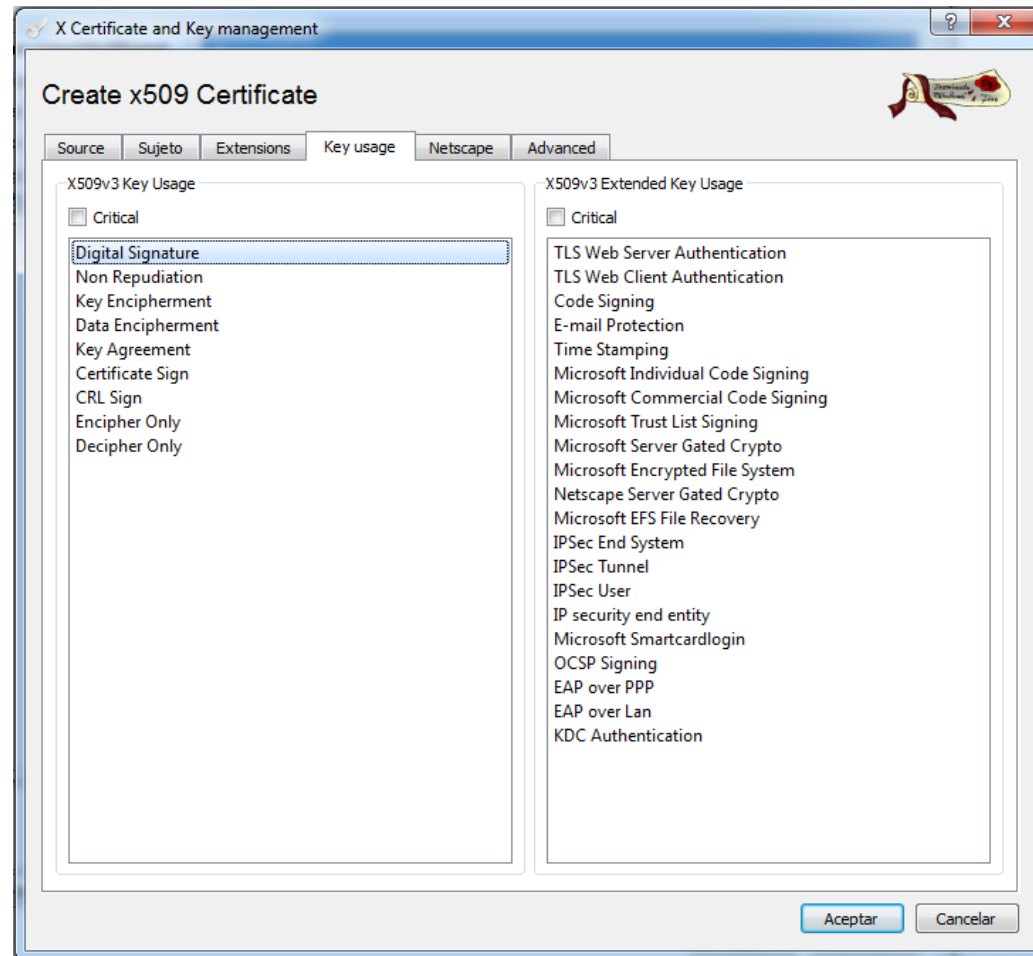 X Certificate and Key management
?
X
Create x509 Certificate
Source
Sujeto
Extensions
Key usage
Netscape
Advanced
X509v3 Key Usage
Critical
Digital Signature
Non Repudiation
Key Encipherment
Data Encipherment
Key Agreement
Certificate Sign
CRL Sign
Encipher Only
Decipher Only
X509v3 Extended Key Usage
Critical
TLS Web Server Authentication
TLS Web Client Authentication
Code Signing
E-mail Protection
Time Stamping
Microsoft Individual Code Signing
Microsoft Commercial Code Signing
Microsoft Trust List Signing
Microsoft Server Gated Crypto
Microsoft Encrypted File System
Netscape Server Gated Crypto
Microsoft EFS File Recovery
IPSec End System
IPSec Tunnel
IPSec User
IP security end entity
Microsoft Smartcardlogin
OCSP Signing
EAP over PPP
EAP over Lan
KDC Authentication
Aceptar
Cancelar